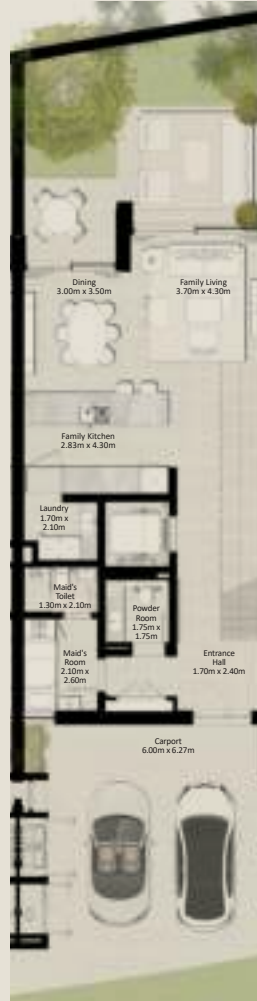 Dining
3.00m x 3.50m
Family Living
3.70m x 4.30m
Family Kitchen
2.83m x 4.30m
Laundry
1.70m x
2.10m
Maid's
Toilet
1.30m x 2.10m
Powder
Room
1.75m x
1.75m
Maid's
Room
2.10m x
2.60m
Entrance
Hall
1.70m x 2.40m
Carport
6.00m x 6.27m